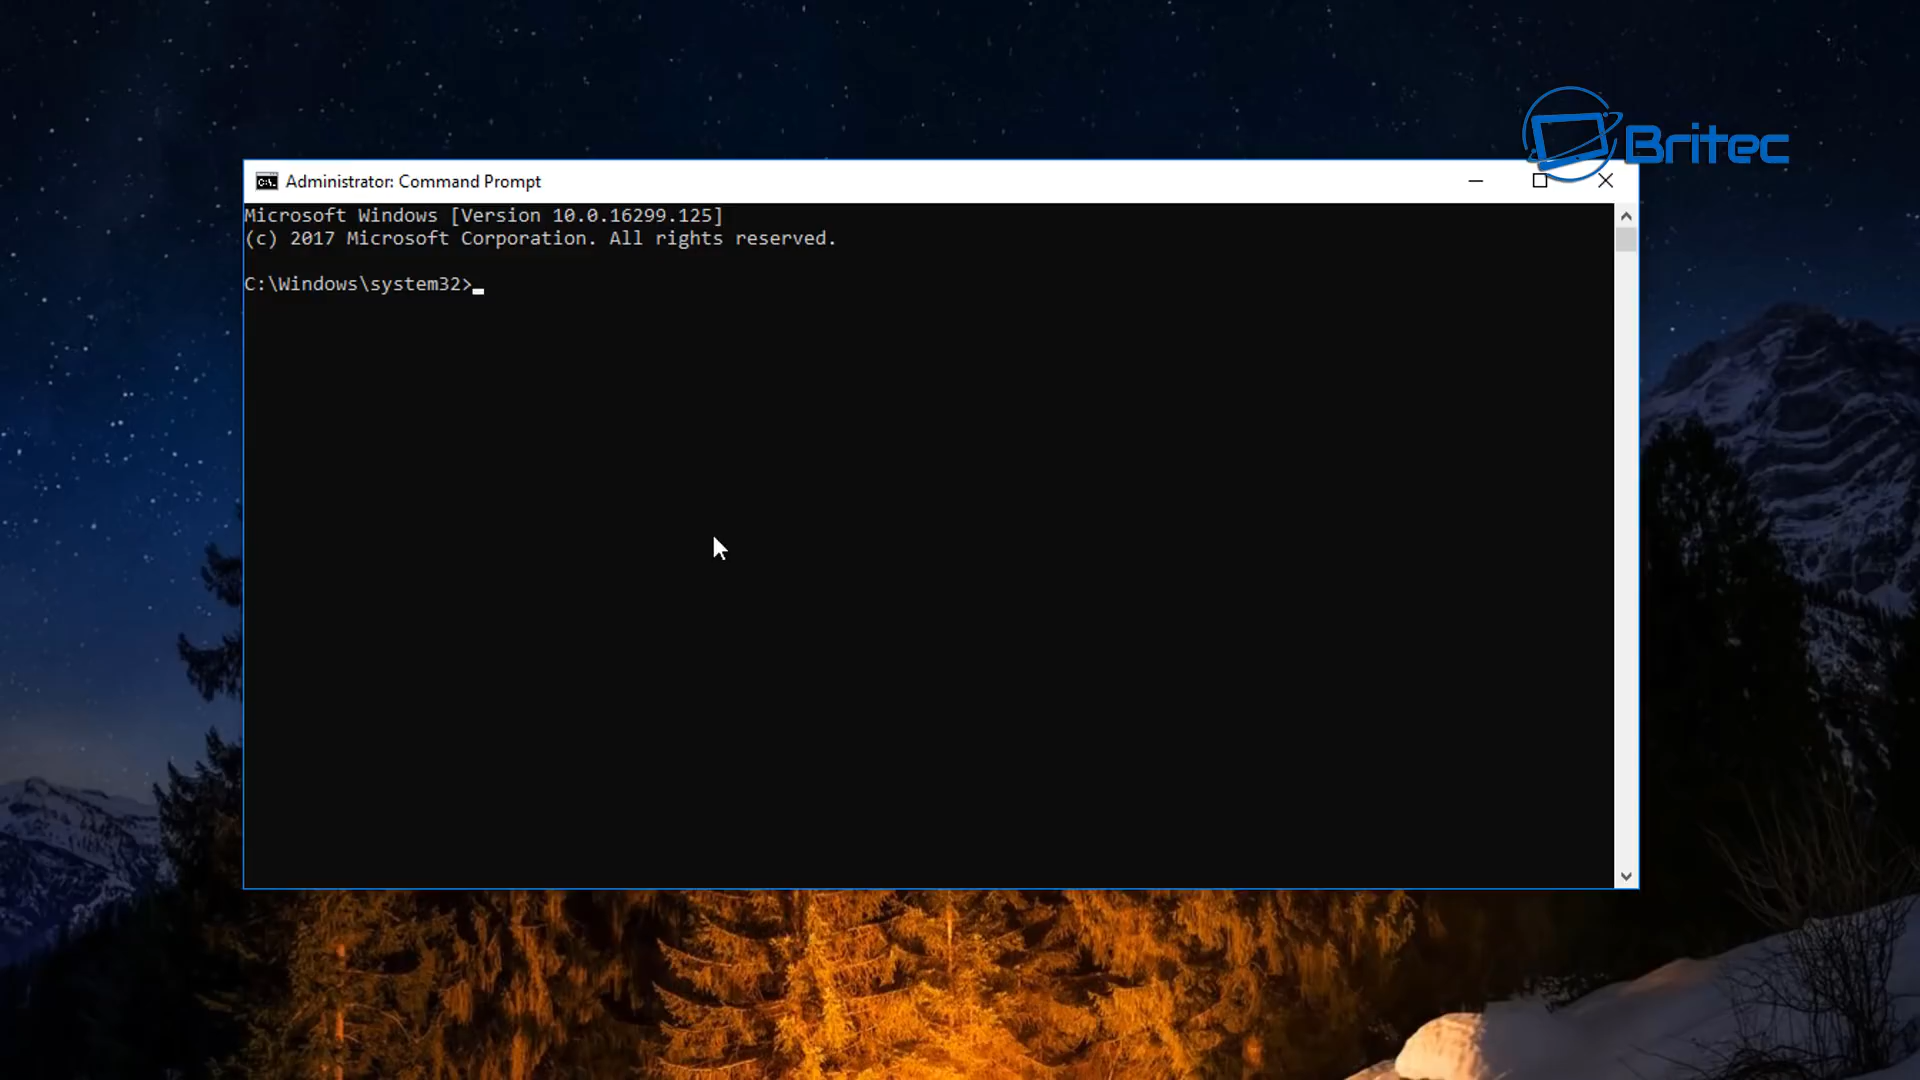 Britec
C:\.
Administrator: Command Prompt
Microsoft Windows [Version 10.0.16299.125]
(c) 2017 Microsoft Corporation. All rights reserved.
C:\Windows\system32>